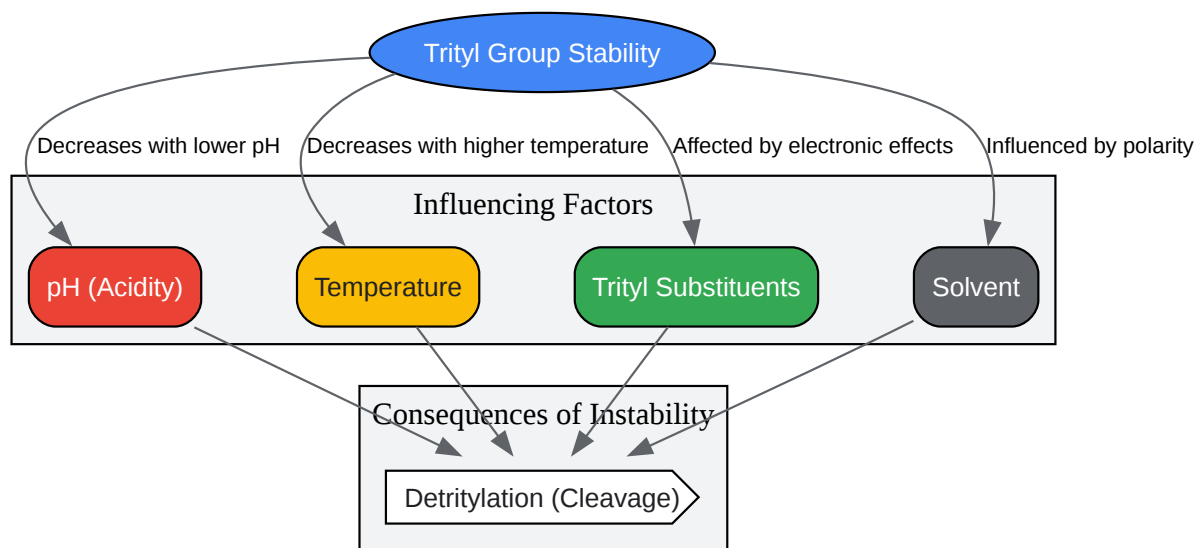 Trityl Group Stability
Decreases with lower pH
Decreases with higher temperature
Affected by electronic effects
Influenced by polarity
Influencing Factors
pH (Acidity)
Temperature
Trityl Substituents
Solvent
Consequences of Instability
Detritylation (Cleavage)